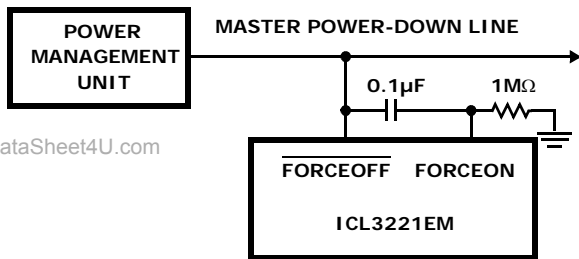 POWER
MANAGEMENT
UNIT
MASTER POWER-DOWN LINE
0.1µF
1MΩ
ataSheet4U.com
FORCEOFF FORCEON
ICL3221EM